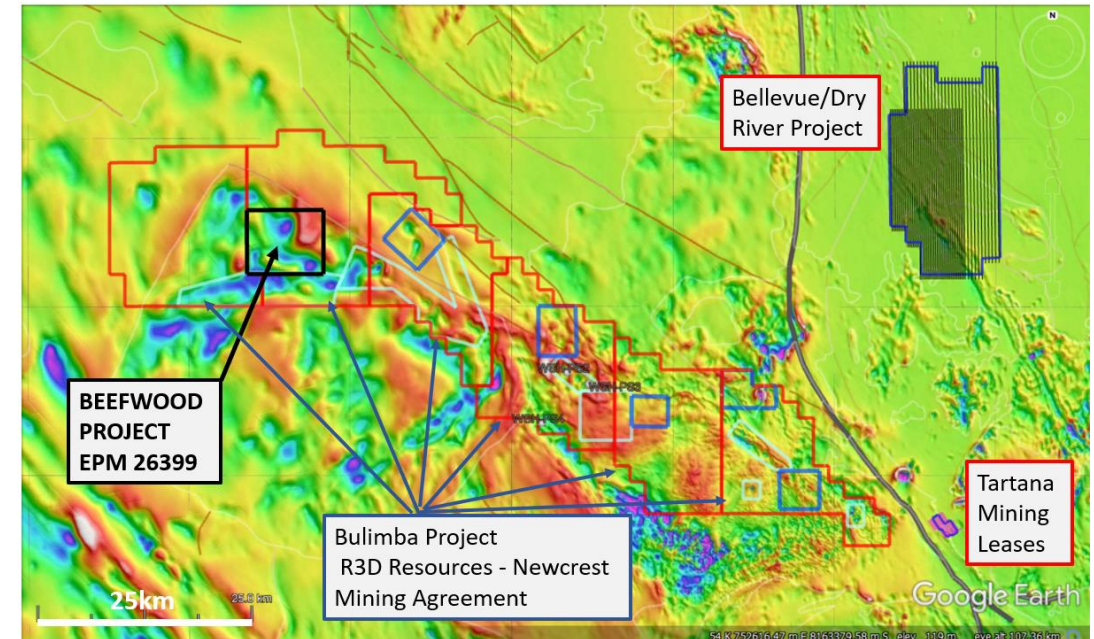 N
Bellevue/Dry
River Project
BEEFWOOD
PROJECT
EPM 26399
Bulimba Project
R3D Resources - Newcrest
Mining Agreement
Tartana
Mining
Leases
25km
Google Earth